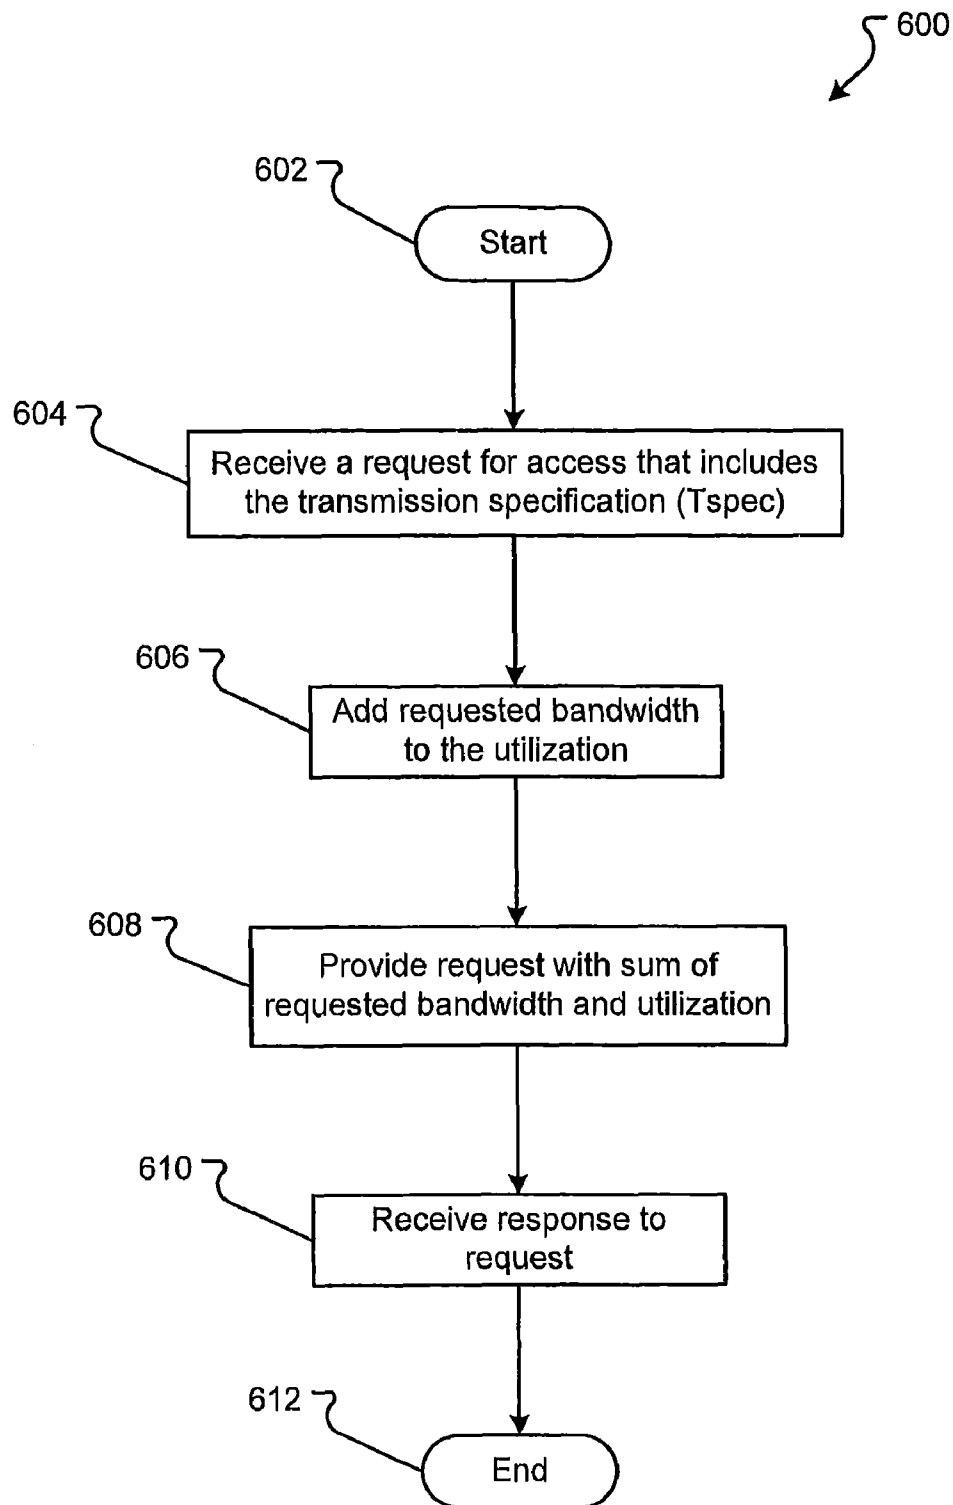 600
602
Start
604
Receive a request for access that includes
the transmission specification (Tspec)
606
Add requested bandwidth
to the utilization
608
Provide request with sum of
requested bandwidth and utilization
610
Receive response to
request
612
End